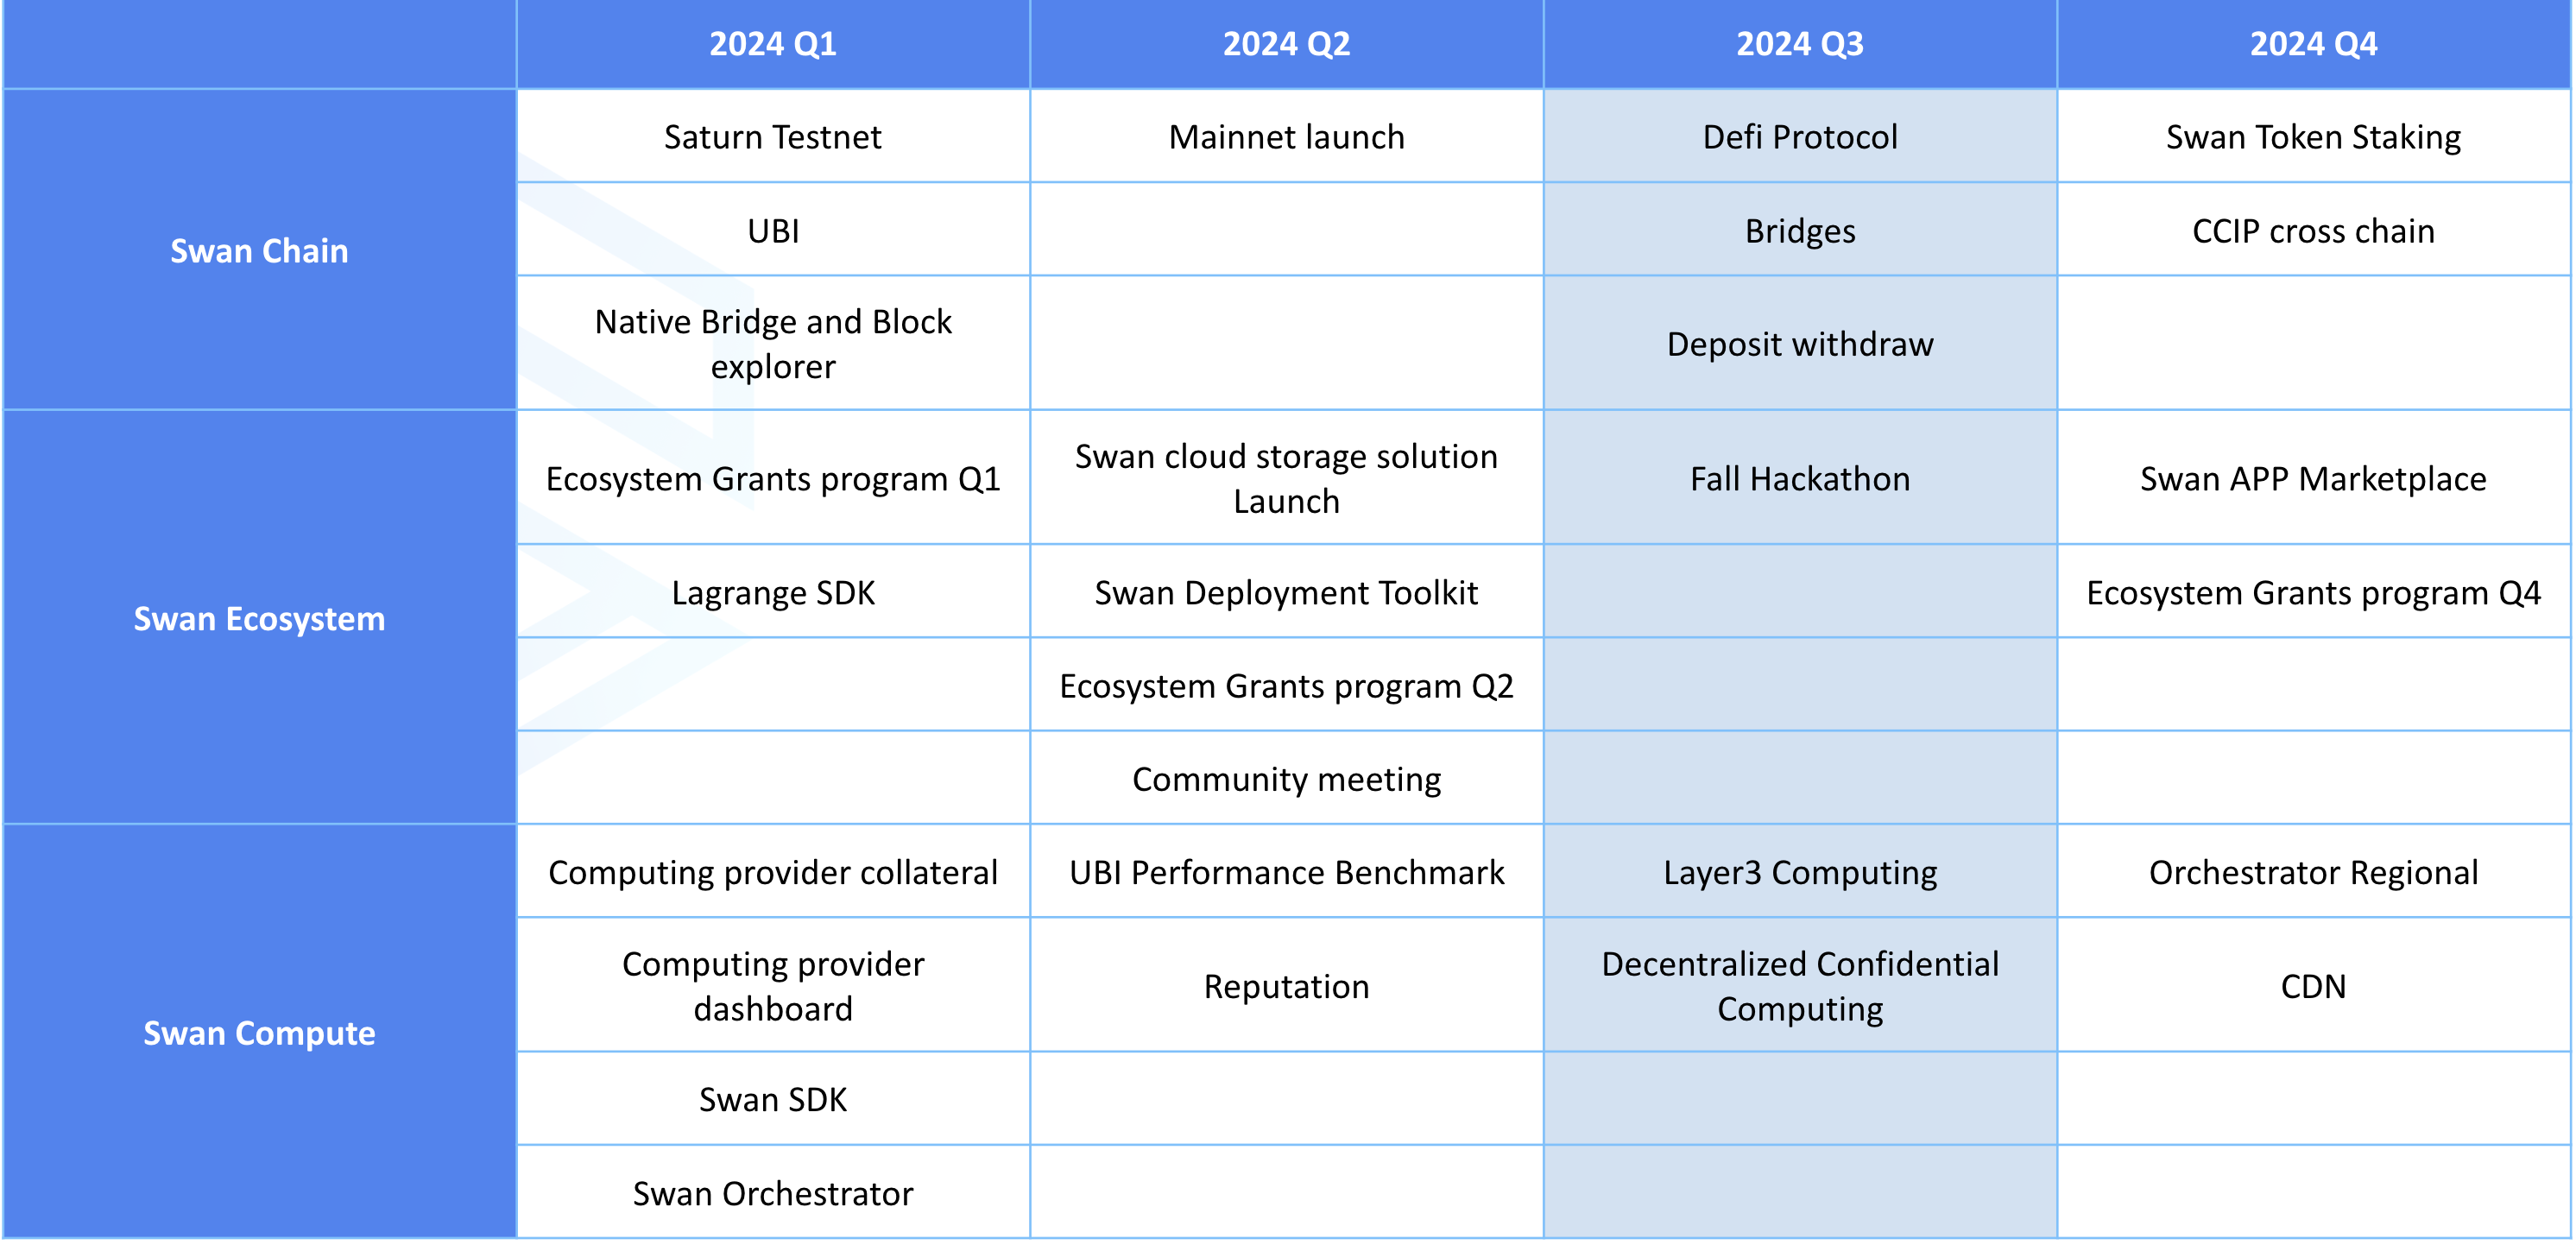 2024 Q1
2024 Q2
2024 Q3
2024 Q4
Swan Chain
Saturn Testnet
Mainnet launch
Defi Protocol
Swan Token Staking
UBI
Bridges
CCIP cross chain
Native Bridge and Block
explorer
Deposit withdraw
Swan Ecosystem
Ecosystem Grants program Q1
Swan cloud storage solution
Launch
Fall Hackathon
Swan APP Marketplace
Lagrange SDK
Swan Deployment Toolkit
Ecosystem Grants program Q4
Ecosystem Grants program Q2
Community meeting
Swan Compute
Computing provider collateral
UBI Performance Benchmark
Layer3 Computing
Orchestrator Regional
Computing provider
dashboard
Reputation
Decentralized Confidential
Computing
CDN
Swan SDK
Swan Orchestrator